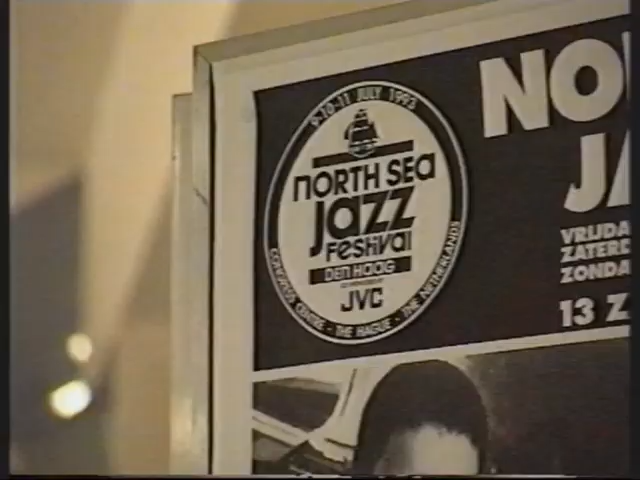 9-10-11 JULY 1993
NORTH SEA
Jazz
Festival
DEN HAAG
JVC
CONGRESS CENTRE - THE HAGUE - THE NETHERLANDS
NO
JA
VRIJDA
ZATERD
ZONDA
13 Z